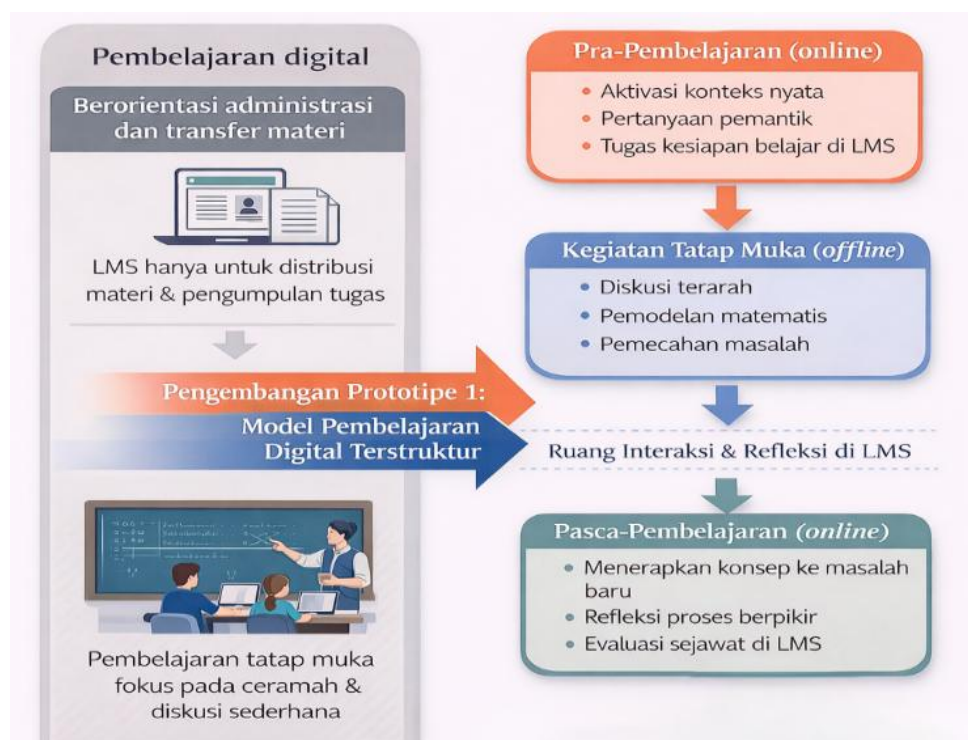 Pembelajaran digital
Berorientasi administrasi
dan transfer materi
LMS hanya untuk distribusi
materi & pengumpulan tugas
Pengembangan Prototipe 1:
Model Pembelajaran
Digital Terstruktur
Pembelajaran tatap muka
fokus pada ceramah &
diskusi sederhana
Pra-Pembelajaran (online)
• Aktivasi konteks nyata
• Pertanyaan pemantik
• Tugas kesiapan belajar di LMS
Kegiatan Tatap Muka (offline)
• Diskusi terarah
• Pemodelan matematis
• Pemecahan masalah
Ruang Interaksi & Refleksi di LMS
Pasca-Pembelajaran (online)
• Menerapkan konsep ke masalah
baru
• Refleksi proses berpikir
• Evaluasi sejawat di LMS